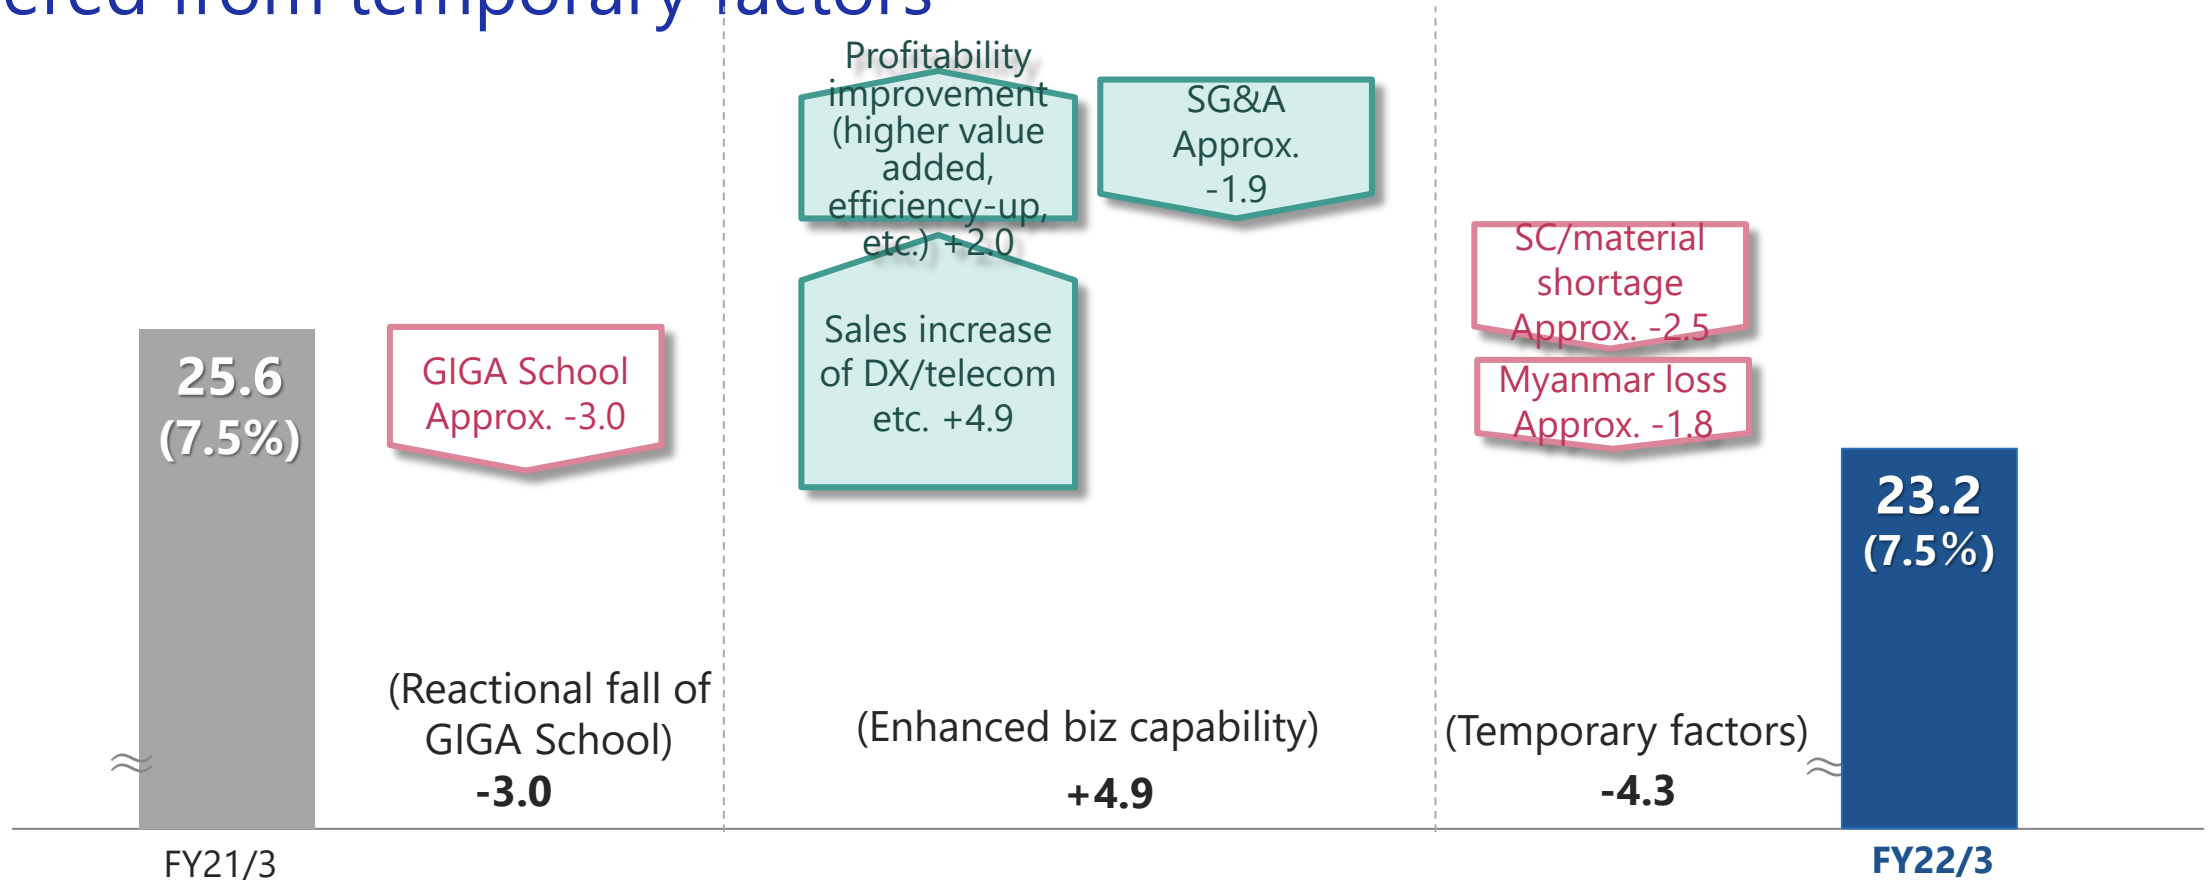 from temporary factors
Profitability
improvement
(higher value
added,
efficiency-up,
etc.) +2.0
SG&A
Approx.
-1.9
SC/material
shortage
Approx. -2.5
Myanmar loss
Approx. -1.8
Sales increase
of DX/telecom
etc. +4.9
GIGA School
Approx. -3.0
25.6
(7.5%)
23.2
(7.5%)
(Reactional fall of
GIGA School)
-3.0
(Enhanced biz capability)
+4.9
(Temporary factors)
-4.3
FY21/3
FY22/3